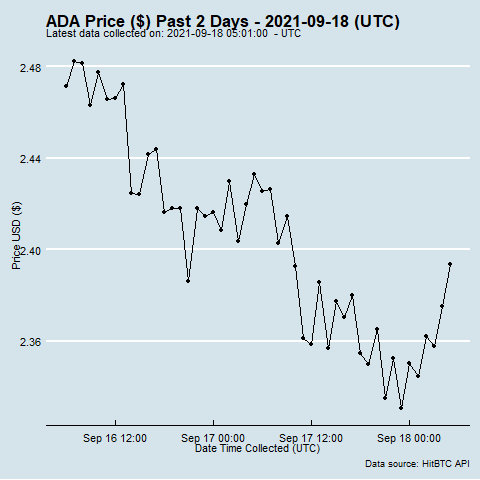 ADA Price ($) Past 2 Days - 2021-09-18 (UTC)
Latest data collected on: 2021-09-18 05:01:00  - UTC
2.48
2.44
2.40
2.36
Price USD ($)
Sep 16 12:00
Sep 17 00:00
Sep 17 12:00
Sep 18 00:00
Date Time Collected (UTC)
Data source: HitBTC API